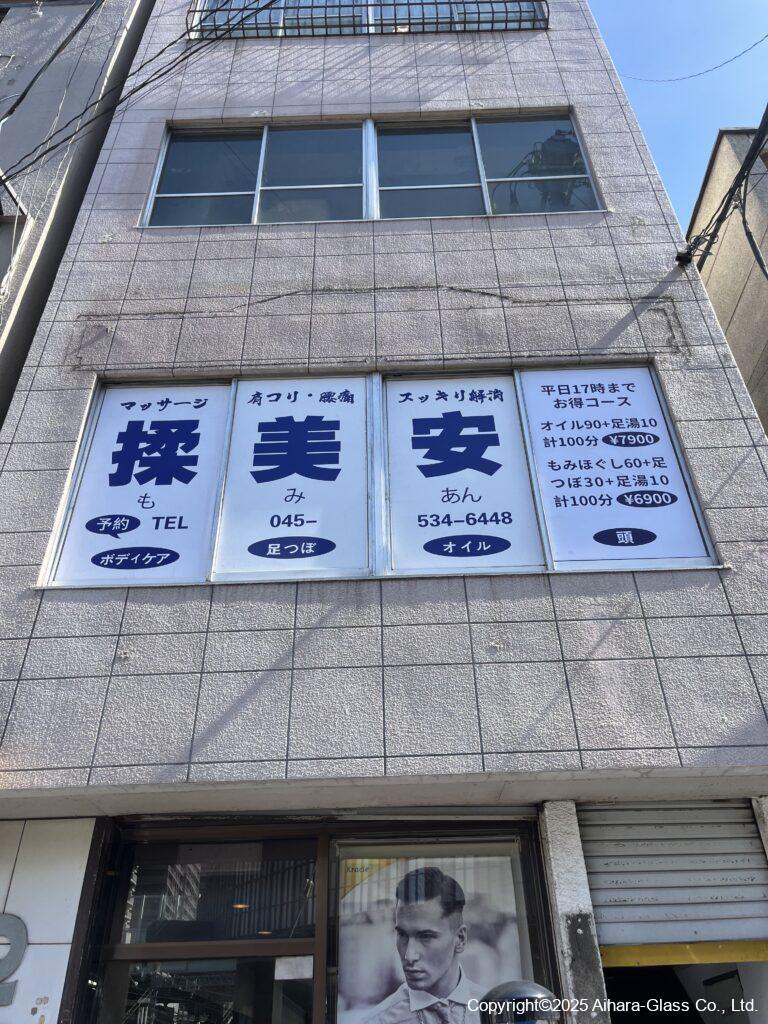 マッサージ
揉
も
予約 TEL
ボディケア
肩コリ・腰痛
美
み
045-
足つぼ
スッキリ解消
安
あん
534-6448
オイル
平日17時まで
お得コース
オイル90+足湯10
計100分 ¥7900
もみほぐし60+足
つぼ30+足湯10
計100分 ¥6900
頭
Kracie
Copyright©2025 Aihara-Glass Co., Ltd.